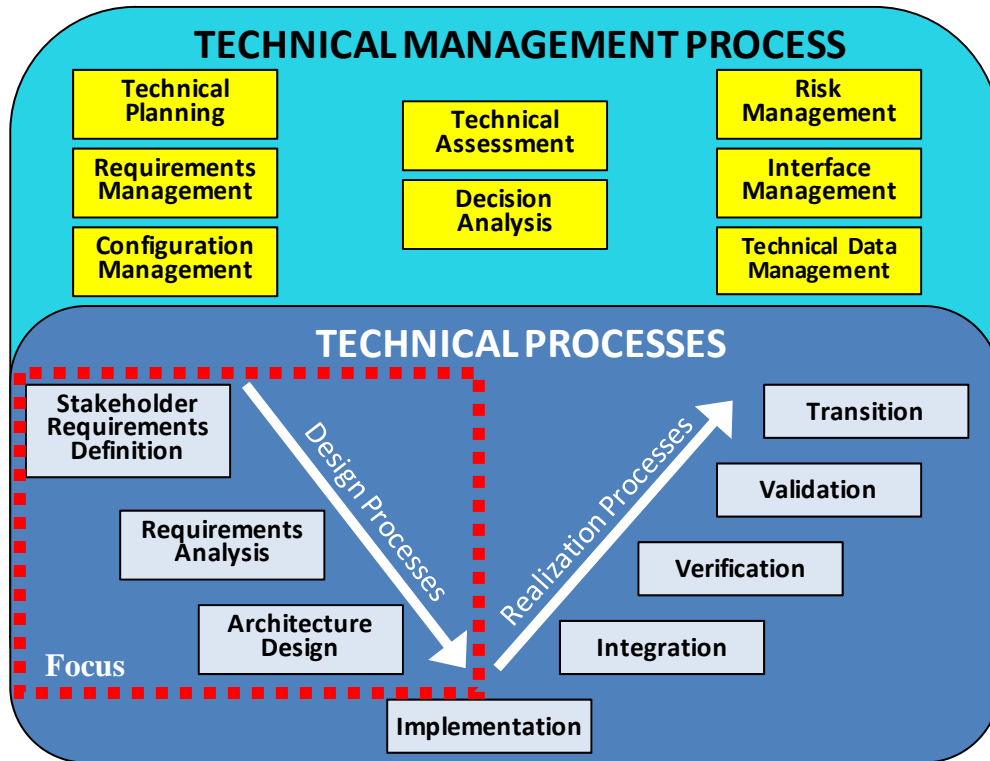 TECHNICAL MANAGEMENT PROCESS
Technical
Planning
Requirements
Management
Configuration
Management
Technical
Assessment
Decision
Analysis
Risk
Management
Interface
Management
Technical Data
Management
TECHNICAL PROCESSES
Stakeholder
Requirements
Definition
Requirements
Analysis
Architecture
Design
Focus
Design Processes
Implementation
Realization Processes
Integration
Verification
Validation
Transition